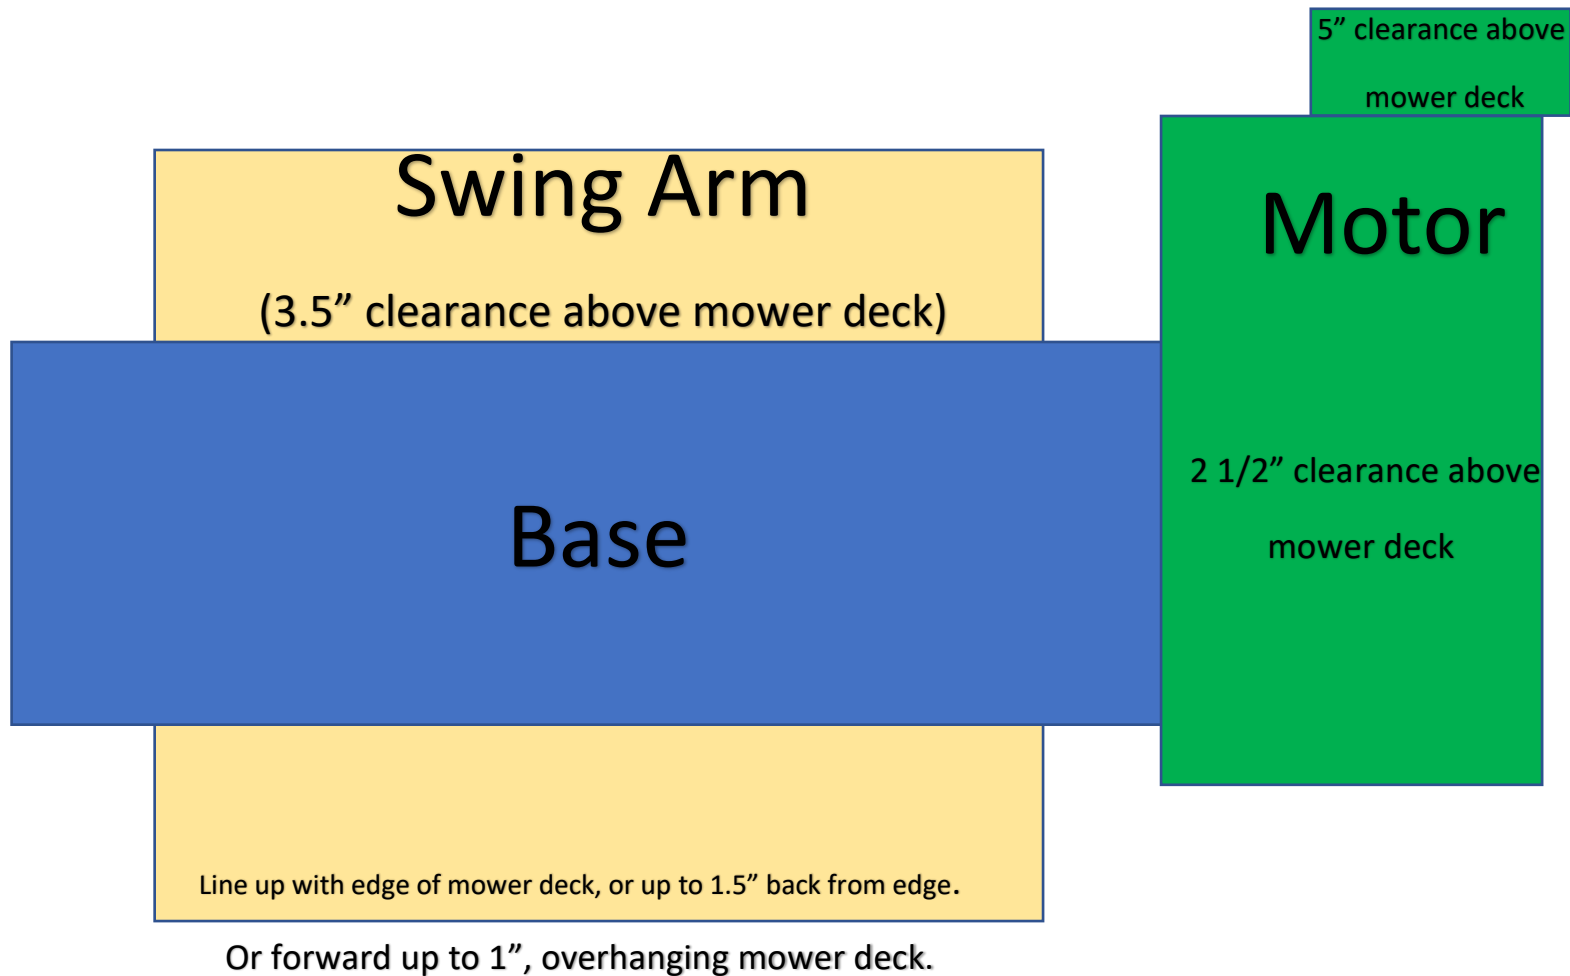 5” clearance above
mower deck
Swing Arm
Motor
(3.5” clearance above mower deck)
2 1/2” clearance above
Base
mower deck
Line up with edge of mower deck, or up to 1.5” back from edge.
Or forward up to 1”, overhanging mower deck.